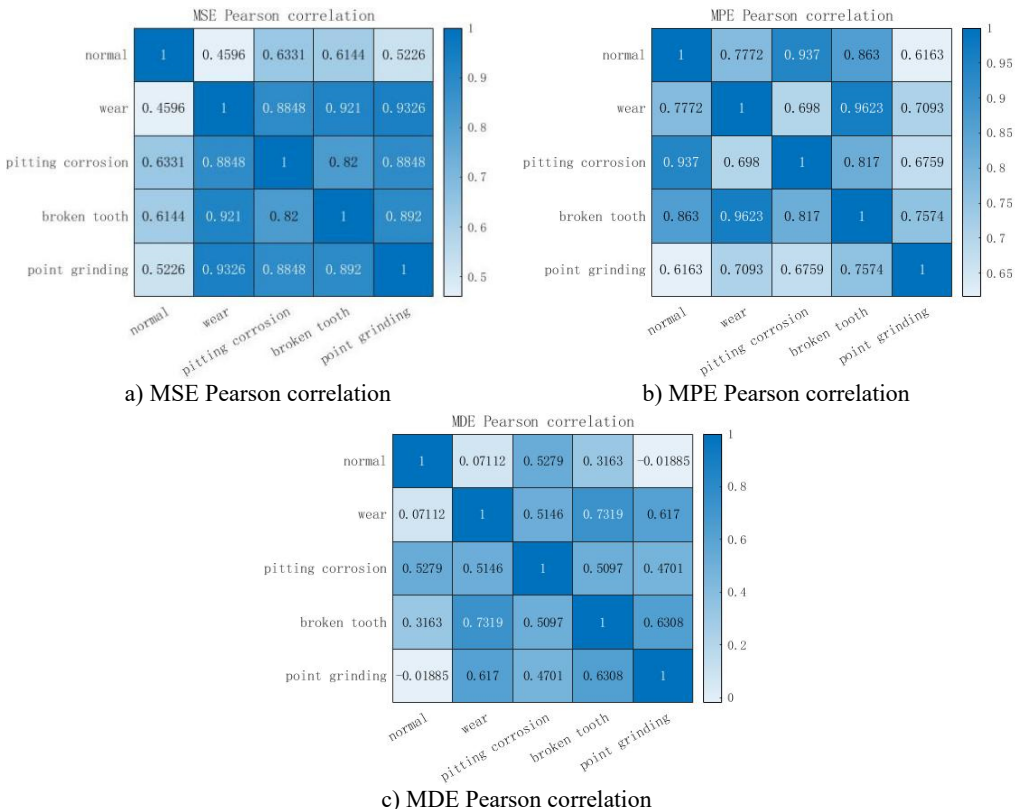 MSE Pearson correlation
normal 1 0.4596 0.6331 0.6144 0.5226
wear 0.4596 1 0.8848 0.921 0.9326
pitting corrosion 0.6331 0.8848 1 0.82 0.8848
broken tooth 0.6144 0.921 0.82 1 0.892
point grinding 0.5226 0.9326 0.8848 0.892 1
normal wear pitting corrosion broken tooth point grinding
1
0.9
0.8
0.7
0.6
0.5
a) MSE Pearson correlation
MPE Pearson correlation
normal 1 0.7772 0.937 0.863 0.6163
wear 0.7772 1 0.698 0.9623 0.7093
pitting corrosion 0.937 0.698 1 0.817 0.6759
broken tooth 0.863 0.9623 0.817 1 0.7574
point grinding 0.6163 0.7093 0.6759 0.7574 1
normal wear pitting corrosion broken tooth point grinding
1
0.95
0.9
0.85
0.8
0.75
0.7
0.65
b) MPE Pearson correlation
MDE Pearson correlation
normal 1 0.07112 0.5279 0.3163 -0.01885
wear 0.07112 1 0.5146 0.7319 0.617
pitting corrosion 0.5279 0.5146 1 0.5097 0.4701
broken tooth 0.3163 0.7319 0.5097 1 0.6308
point grinding -0.01885 0.617 0.4701 0.6308 1
normal wear pitting corrosion broken tooth point grinding
1
0.8
0.6
0.4
0.2
0
c) MDE Pearson correlation